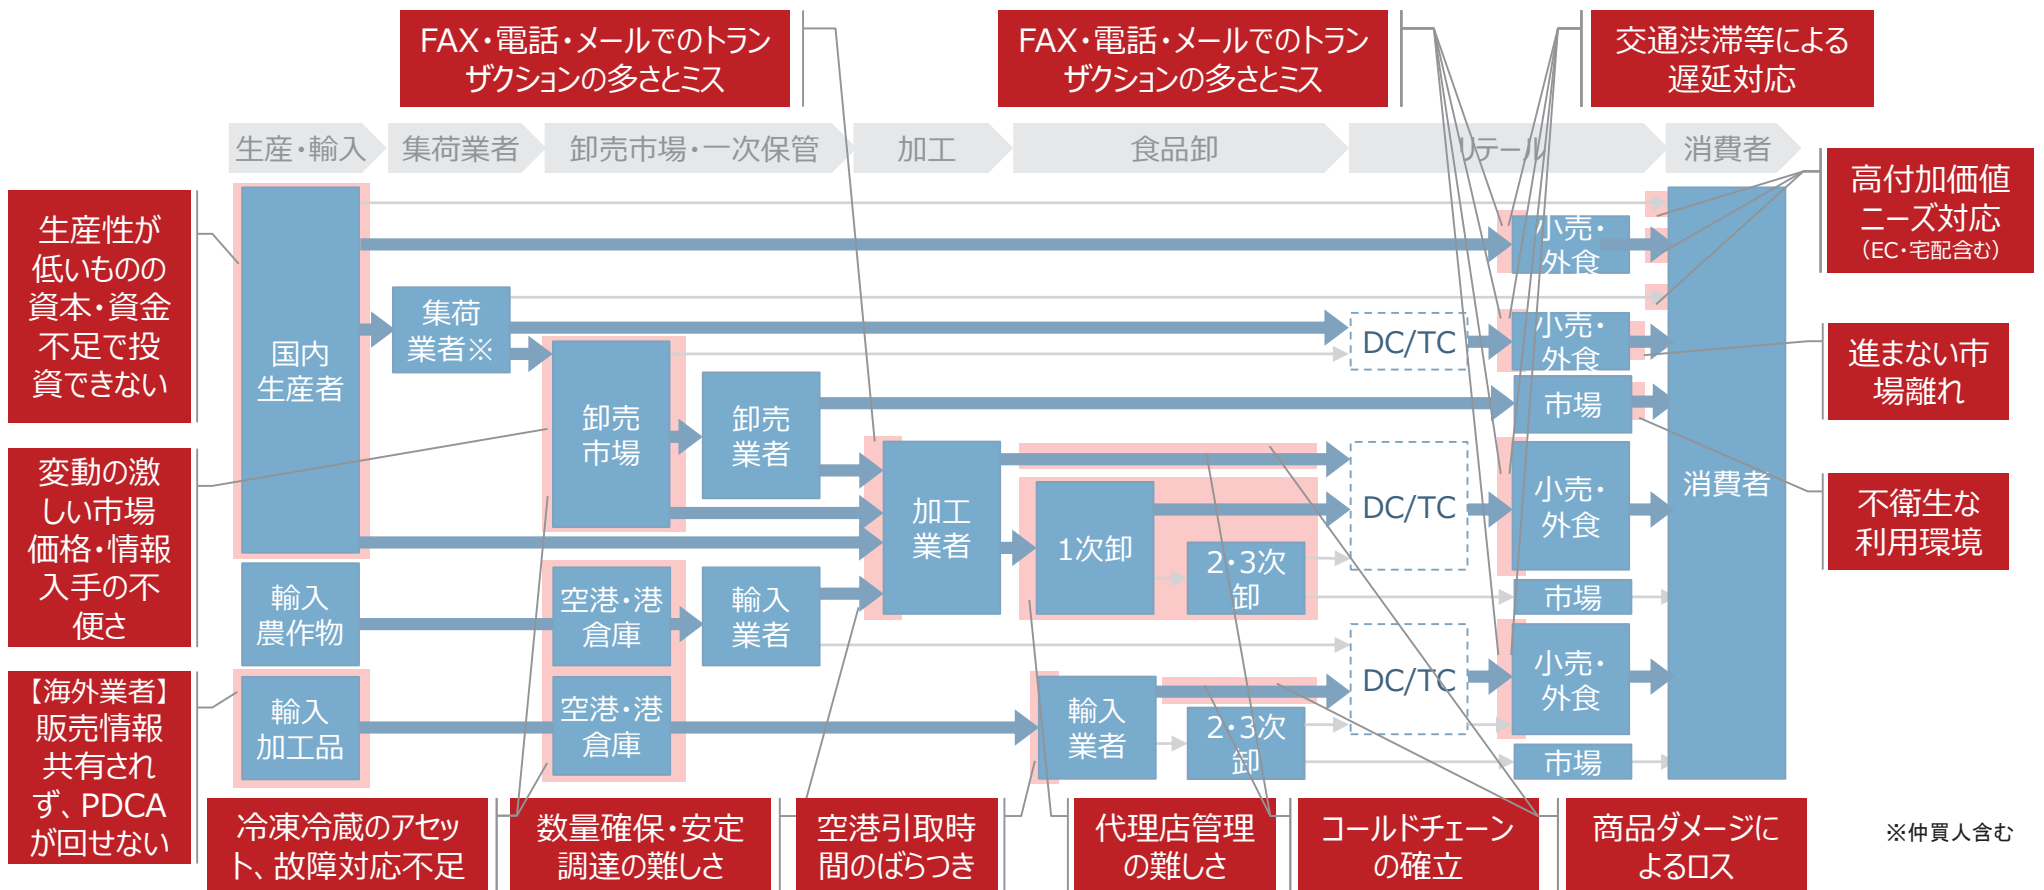 FAX・電話・メールでのトラン
ザクションの多さとミス
FAX・電話・メールでのトラン
ザクションの多さとミス
交通渋滞等による
遅延対応
生産・輸入
集荷業者
卸売市場・一次保管
加工
食品卸
リテール
消費者
生産性が
低いものの
資本・資金
不足で投
資できない
変動の激
しい市場
価格・情報
入手の不
便さ
【海外業者】
販売情報
共有され
ず、PDCA
が回せない
国内
生産者
輸入
農作物
輸入
加工品
集荷
業者※
卸売
市場
空港・港
倉庫
空港・港
倉庫
卸売
業者
輸入
業者
加工
業者
1次卸
2・3次
卸
輸入
業者
2・3次
卸
DC/TC
DC/TC
DC/TC
小売・
外食
小売・
外食
市場
小売・
外食
市場
小売・
外食
市場
消費者
高付加価値
ニーズ対応
（EC・宅配含む）
進まない市
場離れ
不衛生な
利用環境
冷凍冷蔵のアセッ
ト、故障対応不足
数量確保・安定
調達の難しさ
空港引取時
間のばらつき
代理店管理
の難しさ
コールドチェーン
の確立
商品ダメージに
よるロス
※仲買人含む